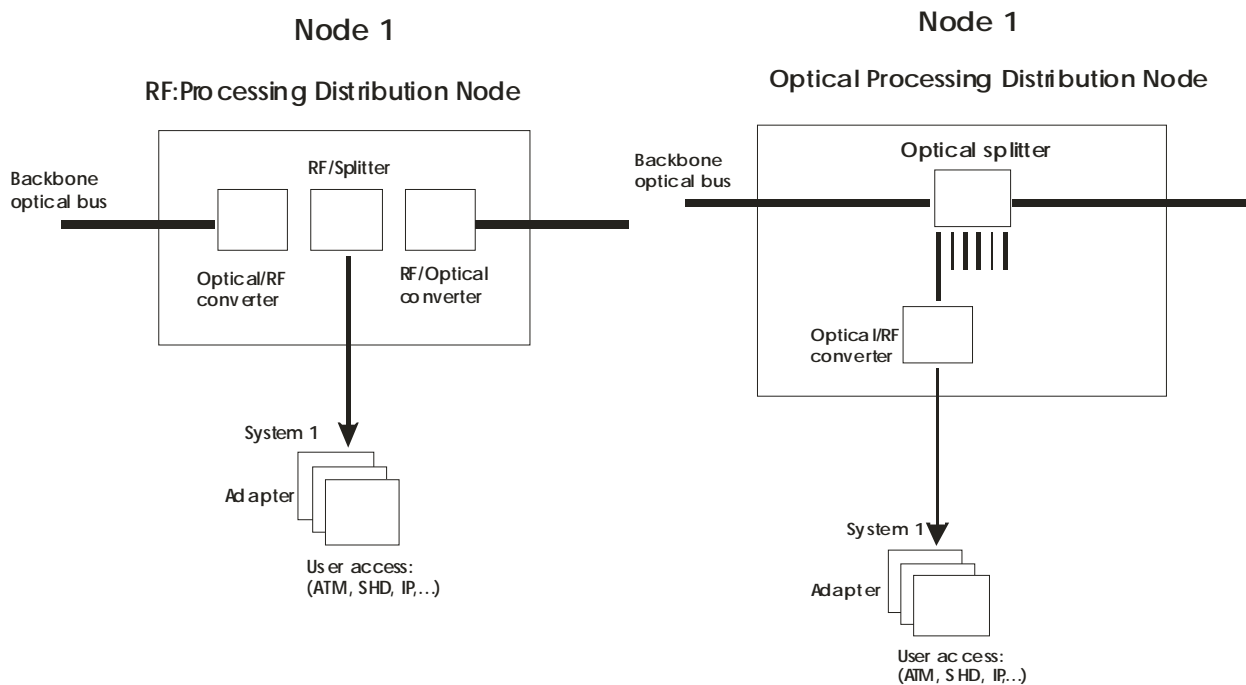 Node 1
RF:Processing Distribution Node
RF/Splitter
Backbone
optical bus
Optical/RF
converter
RF/Optical
converter
System 1
Adapter
User access:
(ATM, SHD, IP,...)
Node 1
Optical Processing Distribution Node
Optical splitter
Backbone
optical bus
Optical/RF
converter
System 1
Adapter
User access:
(ATM, SHD, IP,...)